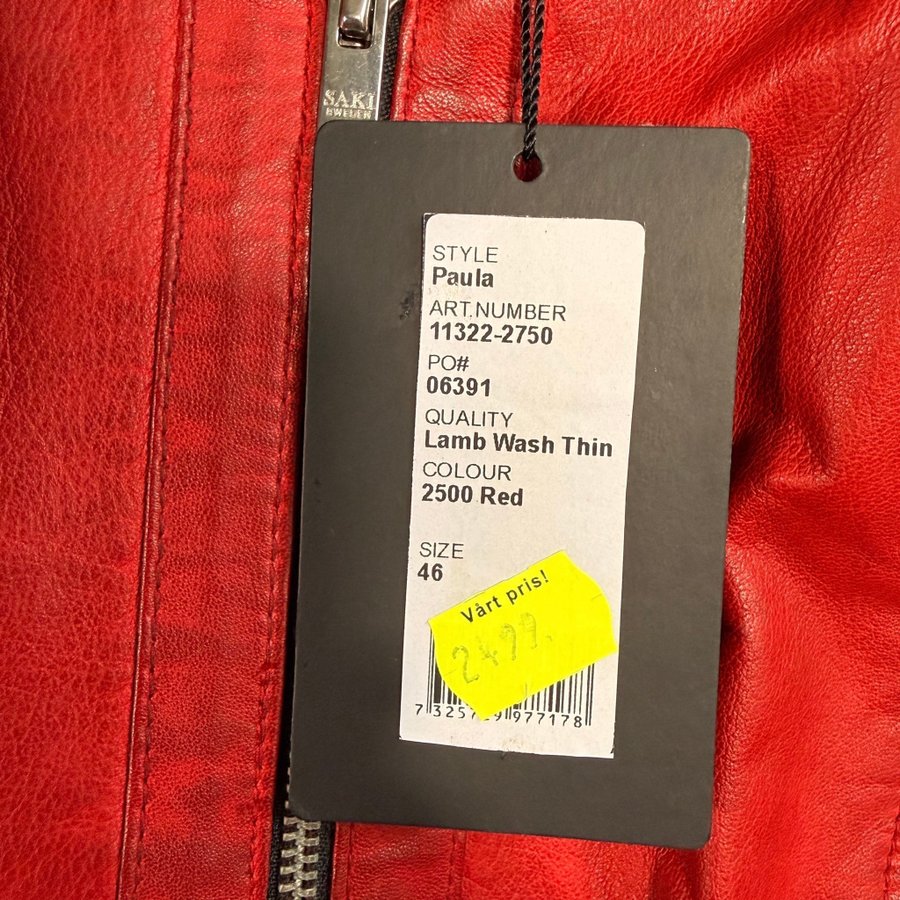 SAKI
SWEDEN
STYLE
Paula
ART.NUMBER
11322-2750
PO#
06391
QUALITY
Lamb Wash Thin
COLOUR
2500 Red
SIZE
46
Vårt pris!
2499.